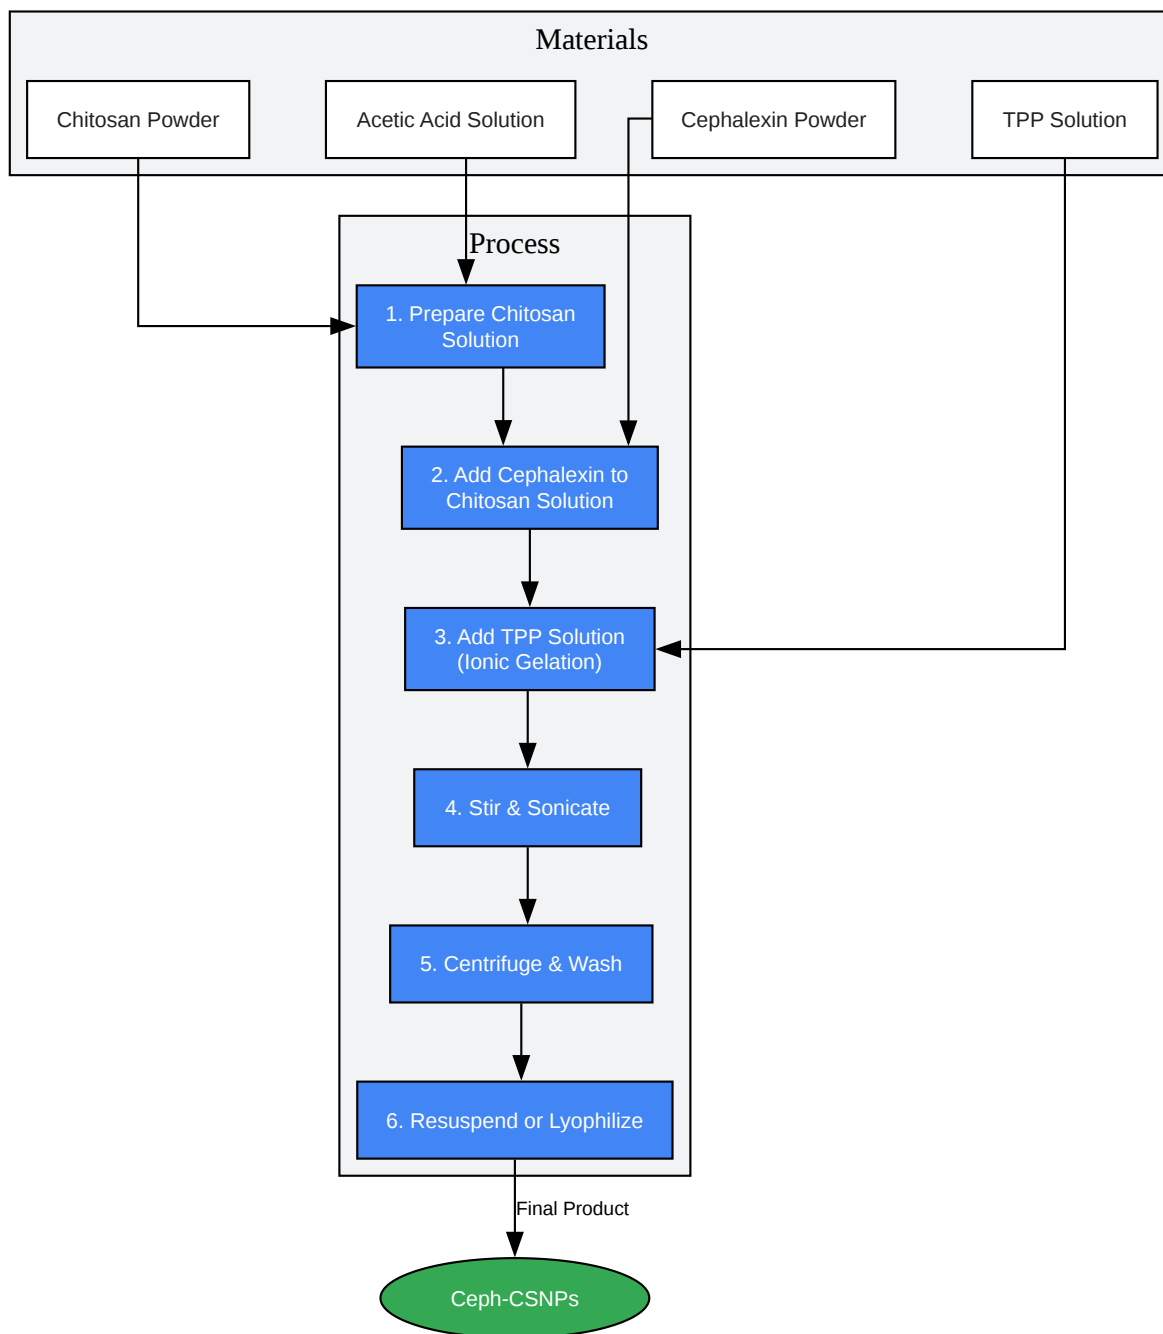 Materials
Chitosan Powder
Acetic Acid Solution
Cephalexin Powder
TPP Solution
Process
1. Prepare Chitosan
Solution
2. Add Cephalexin to
Chitosan Solution
3. Add TPP Solution
(Ionic Gelation)
4. Stir & Sonicate
5. Centrifuge & Wash
6. Resuspend or Lyophilize
Final Product
Ceph-CSNPs